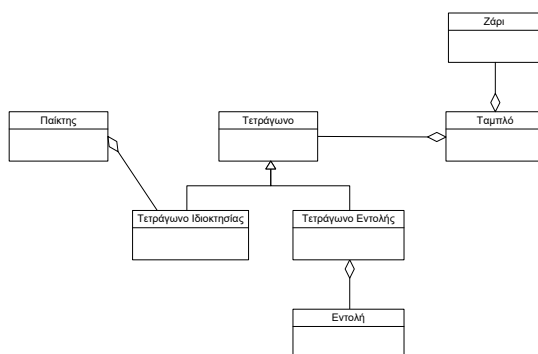 Ζάρι
Παίκτης
Τετράγωνο
Ταμπλό
Τετράγωνο Ιδιοκτησίας
Τετράγωνο Εντολής
Εντολή